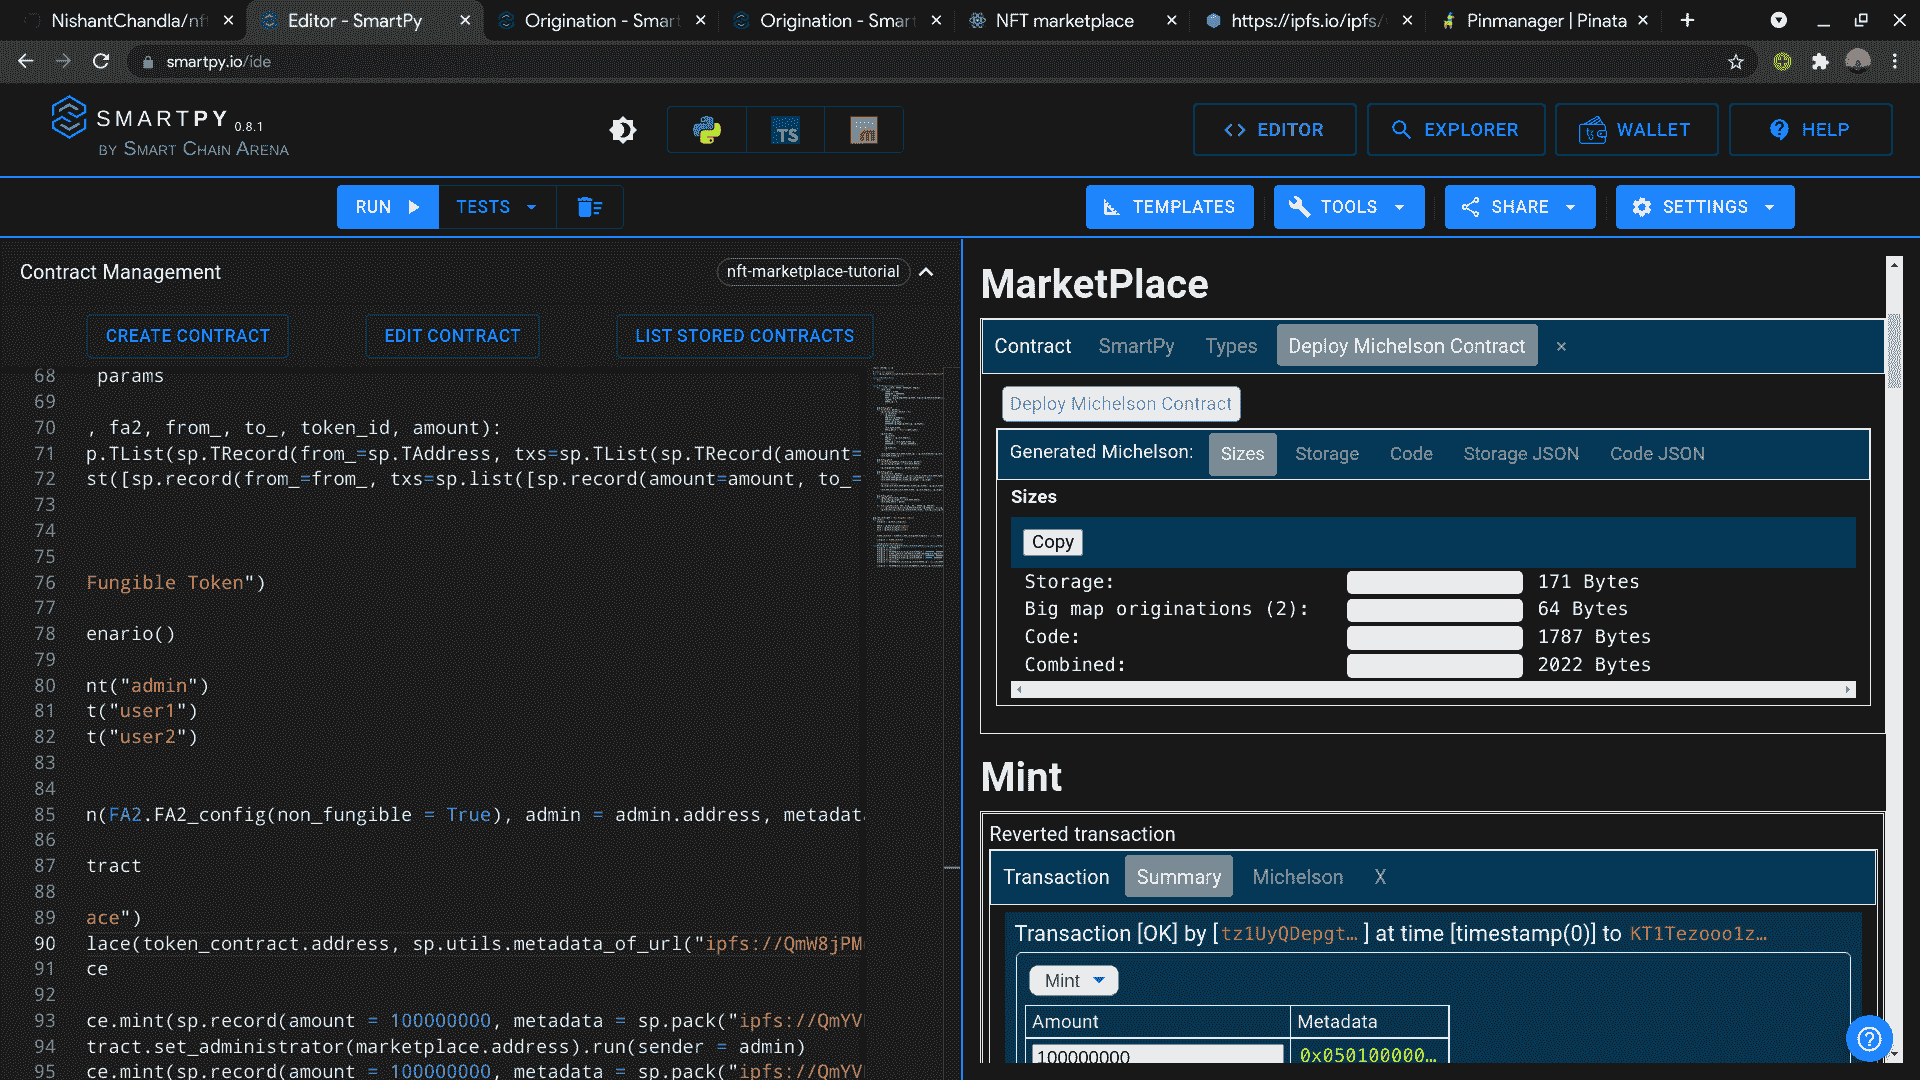 NishantChandla/nf
Editor - SmartPy
Origination - Smart
Origination - Smart
NFT marketplace
https://ipfs.io/ipfs/
Pinmanager | Pinata
smartpy.io/ide
SMARTPY 0.8.1
BY SMART CHAIN ARENA
TS
EDITOR
EXPLORER
WALLET
HELP
RUN
TESTS
TEMPLATES
TOOLS
SHARE
SETTINGS
Contract Management
nft-marketplace-tutorial
CREATE CONTRACT
EDIT CONTRACT
LIST STORED CONTRACTS
68 params
69
70 , fa2, from_, to_, token_id, amount):
71 p.TList(sp.TRecord(from_=sp.TAddress, txs=sp.TList(sp.TRecord(amount=
72 st([sp.record(from_=from_, txs=sp.list([sp.record(amount=amount, to_=
73
74
75
76 Fungible Token")
77
78 enario()
79
80 nt("admin")
81 t("user1")
82 t("user2")
83
84
85 n(FA2.FA2_config(non_fungible = True), admin = admin.address, metadat
86
87 tract
88
89 ace")
90 lace(token_contract.address, sp.utils.metadata_of_url("ipfs://QmW8jPM
91 ce
92
93 ce.mint(sp.record(amount = 100000000, metadata = sp.pack("ipfs://QmYV
94 tract.set_administrator(marketplace.address).run(sender = admin)
95 ce.mint(sp.record(amount = 100000000, metadata = sp.pack("ipfs://QmYV
MarketPlace
Contract SmartPy Types Deploy Michelson Contract ×
Deploy Michelson Contract
Generated Michelson: Sizes Storage Code Storage JSON Code JSON
Sizes
Copy
Storage: 171 Bytes
Big map originations (2): 64 Bytes
Code: 1787 Bytes
Combined: 2022 Bytes
Mint
Reverted transaction
Transaction Summary Michelson X
Transaction [OK] by [tz1UyQDepgt… ] at time [timestamp(0)] to KT1Tezooo1z…
Mint
Amount Metadata
100000000 0x050100000…